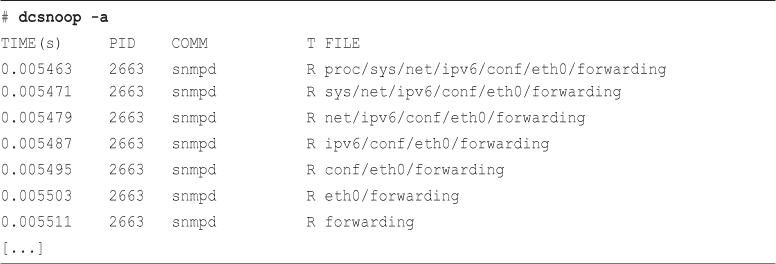 # dcsnoop -a
TIME(s) PID COMM T FILE
0.005463 2663 snmpd R proc/sys/net/ipv6/conf/eth0/forwarding
0.005471 2663 snmpd R sys/net/ipv6/conf/eth0/forwarding
0.005479 2663 snmpd R net/ipv6/conf/eth0/forwarding
0.005487 2663 snmpd R ipv6/conf/eth0/forwarding
0.005495 2663 snmpd R conf/eth0/forwarding
0.005503 2663 snmpd R eth0/forwarding
0.005511 2663 snmpd R forwarding
[...]